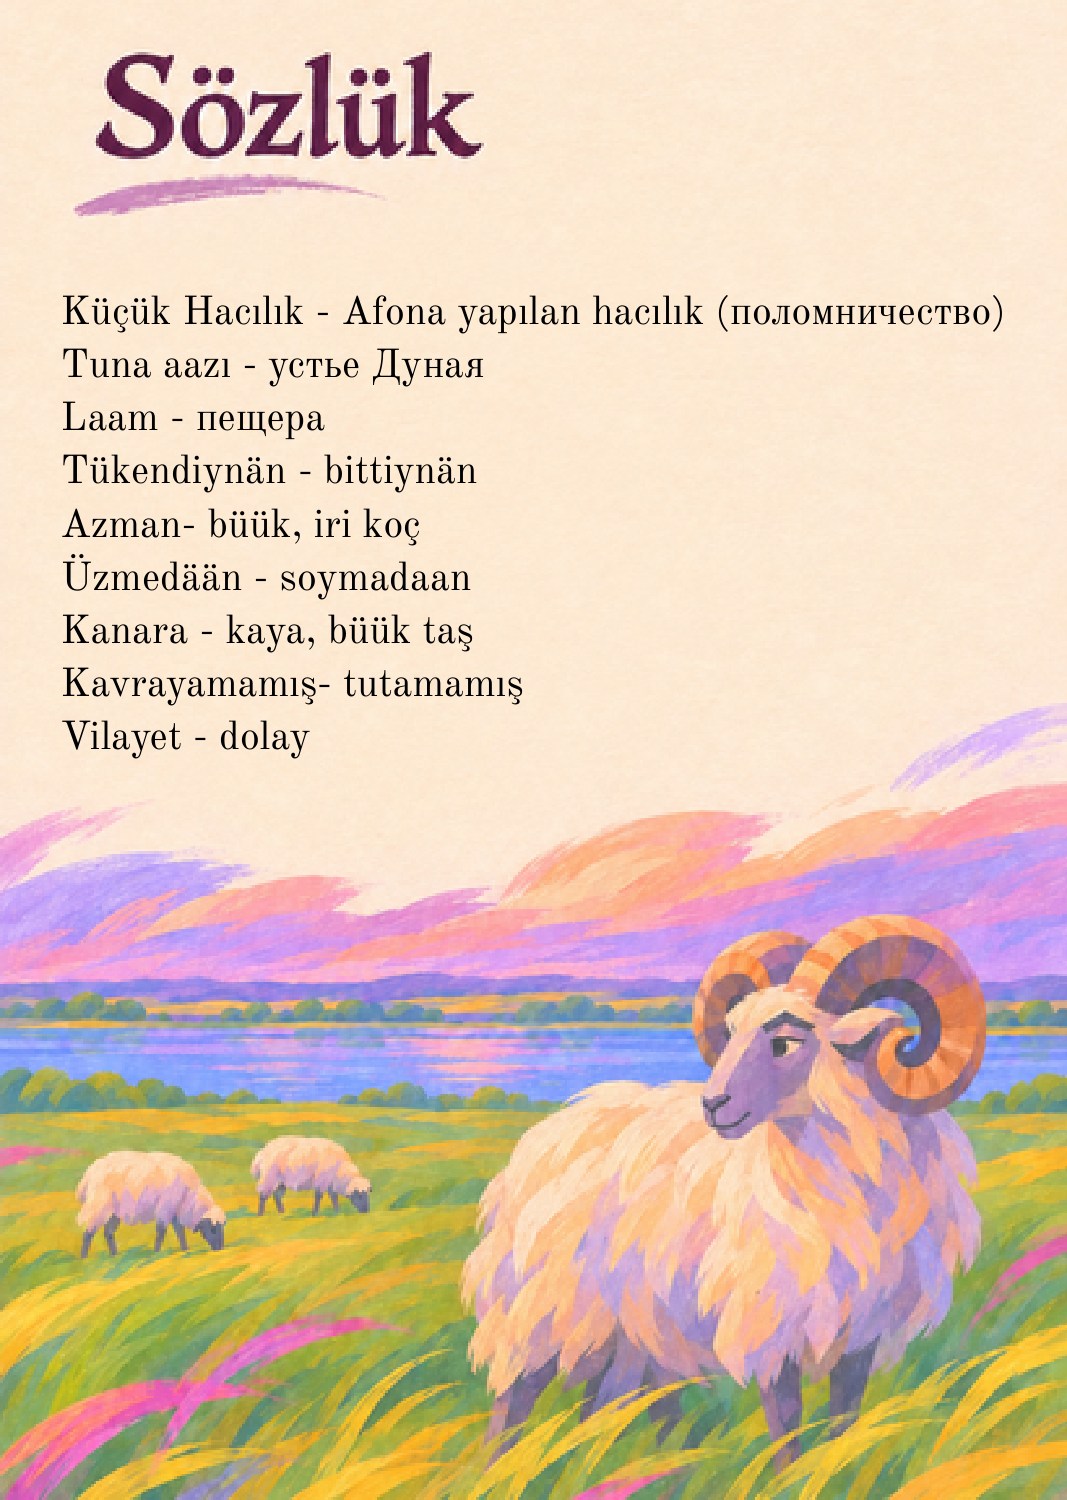 Sözlük
Küçük Hacılık - Afona yapılan hacılık (поломничество)
Tuna aazı - устье Дуная
Laam - пещера
Tükendiynän - bittiynän
Azman- büük, iri koç
Üzmedään - soymadaan
Kanara - kaya, büük taş
Kavrayamamış- tutamamış
Vilayet - dolay